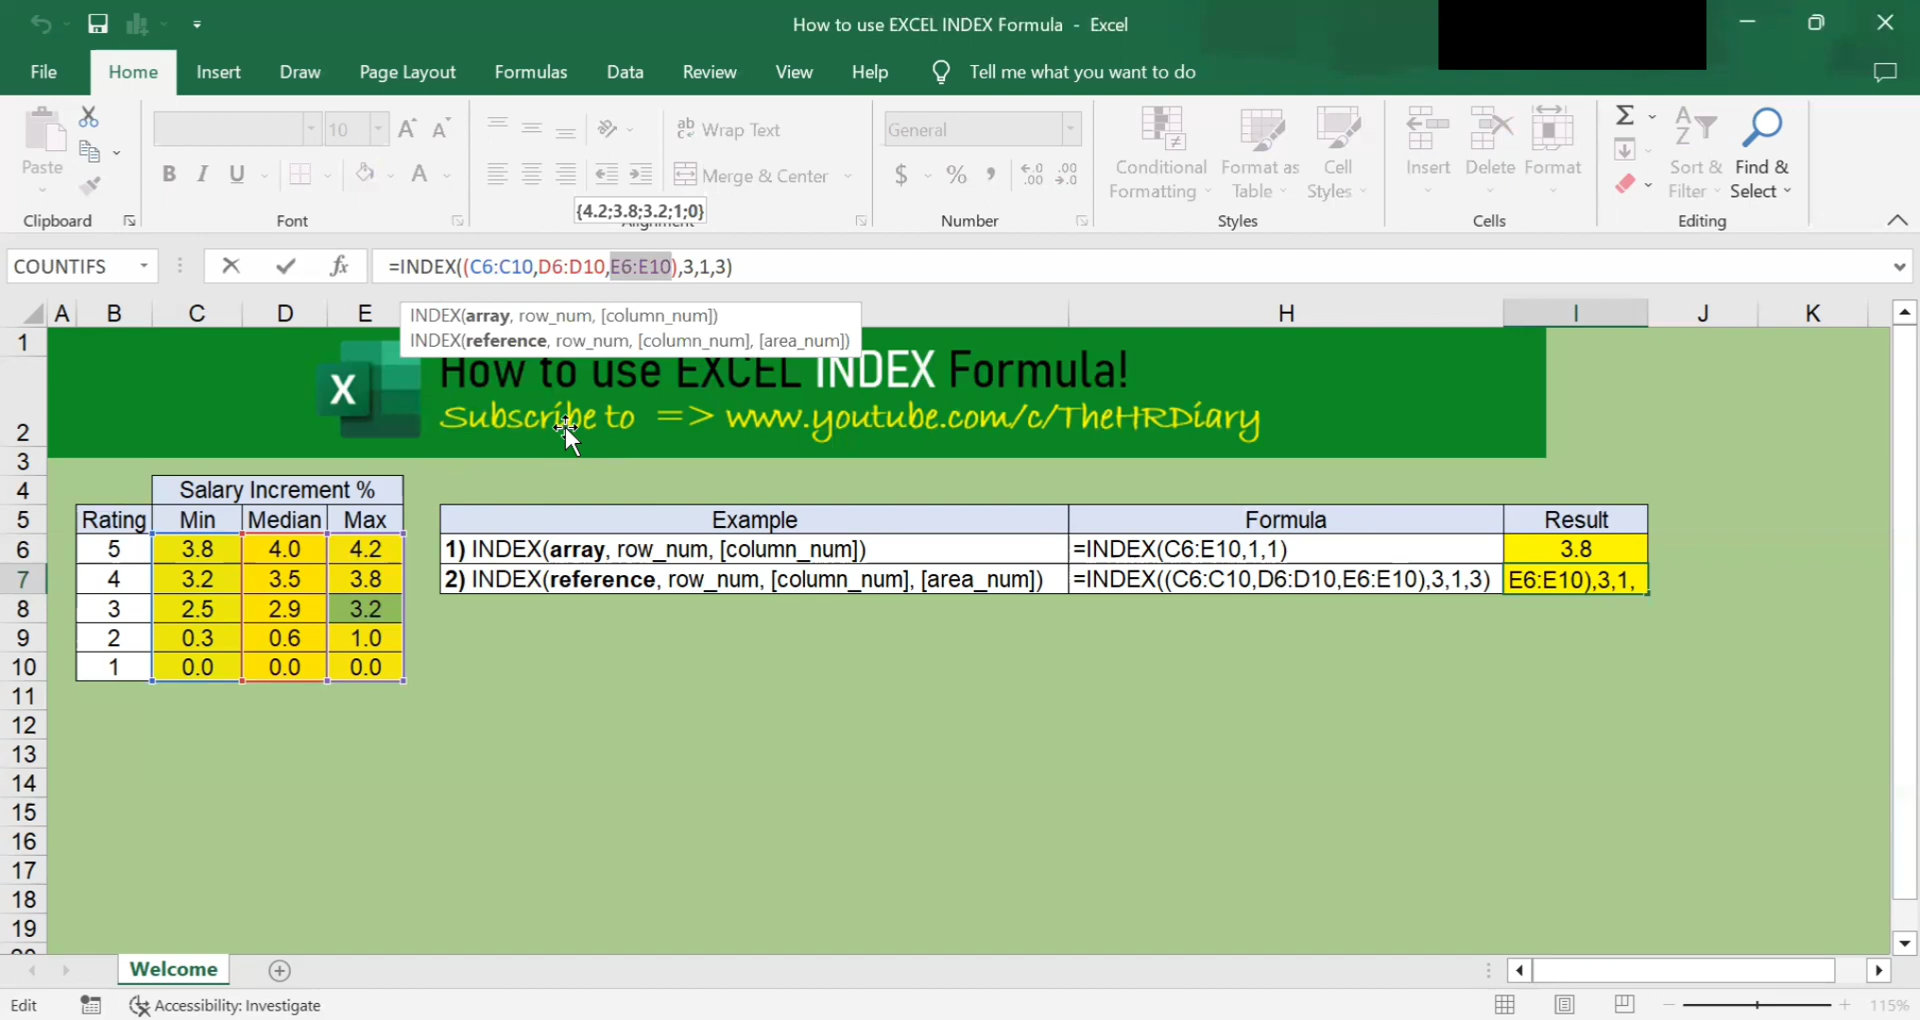 How to use EXCEL INDEX Formula - Excel
File Home Insert Draw Page Layout Formulas Data Review View Help Tell me what you want to do
Paste
Clipboard
10
B I U A
Font
ab Wrap Text
Merge & Center
{4.2;3.8;3.2;1;0}
General
$ % ,
Number
Conditional Formatting
Format as Table
Cell Styles
Styles
Insert Delete Format
Cells
Sort & Filter
Find & Select
Editing
COUNTIFS fx =INDEX((C6:C10,D6:D10,E6:E10),3,1,3)
A B C D E H I J K
INDEX(array, row_num, [column_num])
INDEX(reference, row_num, [column_num], [area_num])
1
How to use EXCEL INDEX Formula!
2 Subscribe to => www.youtube.com/c/TheHRDiary
3
4 Salary Increment %
5 Rating Min Median Max Example Formula Result
6 5 3.8 4.0 4.2 1) INDEX(array, row_num, [column_num]) =INDEX(C6:E10,1,1) 3.8
7 4 3.2 3.5 3.8 2) INDEX(reference, row_num, [column_num], [area_num]) =INDEX((C6:C10,D6:D10,E6:E10),3,1,3) E6:E10),3,1,
8 3 2.5 2.9 3.2
9 2 0.3 0.6 1.0
10 1 0.0 0.0 0.0
11
12
13
14
15
16
17
18
19
Welcome
Edit Accessibility: Investigate 115%